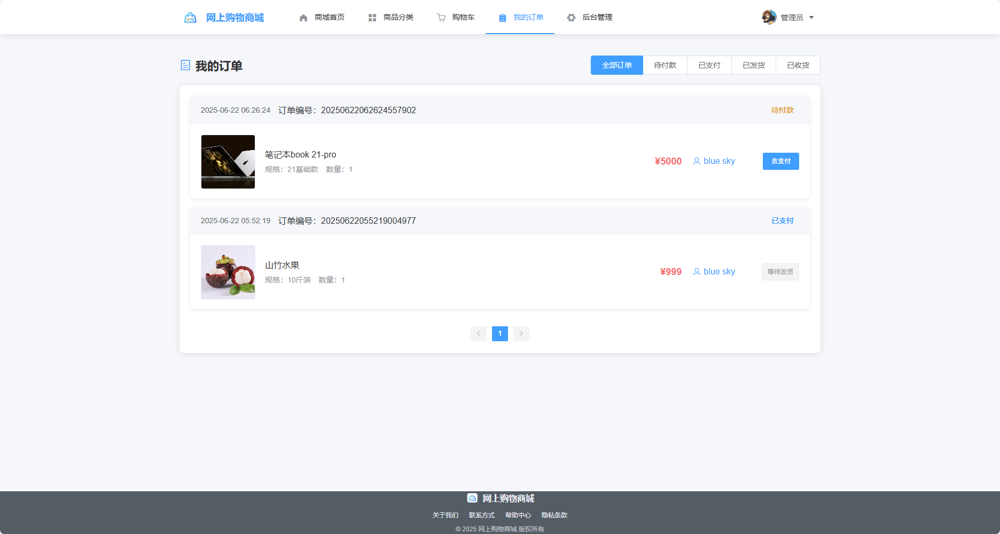 网上购物商城 商城首页 商品分类 购物车 我的订单 后台管理 管理员
我的订单 全部订单 待付款 已支付 已发货 已收货
2025-06-22 06:26:24 订单编号：20250622062624557902 待付款
笔记本book 21-pro
规格：21基础款 数量：1
¥5000 blue sky 去支付
2025-06-22 05:52:19 订单编号：20250622055219004977 已支付
山竹水果
规格：10斤装 数量：1
¥999 blue sky 等待发货
1
网上购物商城
关于我们 联系方式 帮助中心 隐私条款
© 2025 网上购物商城 版权所有